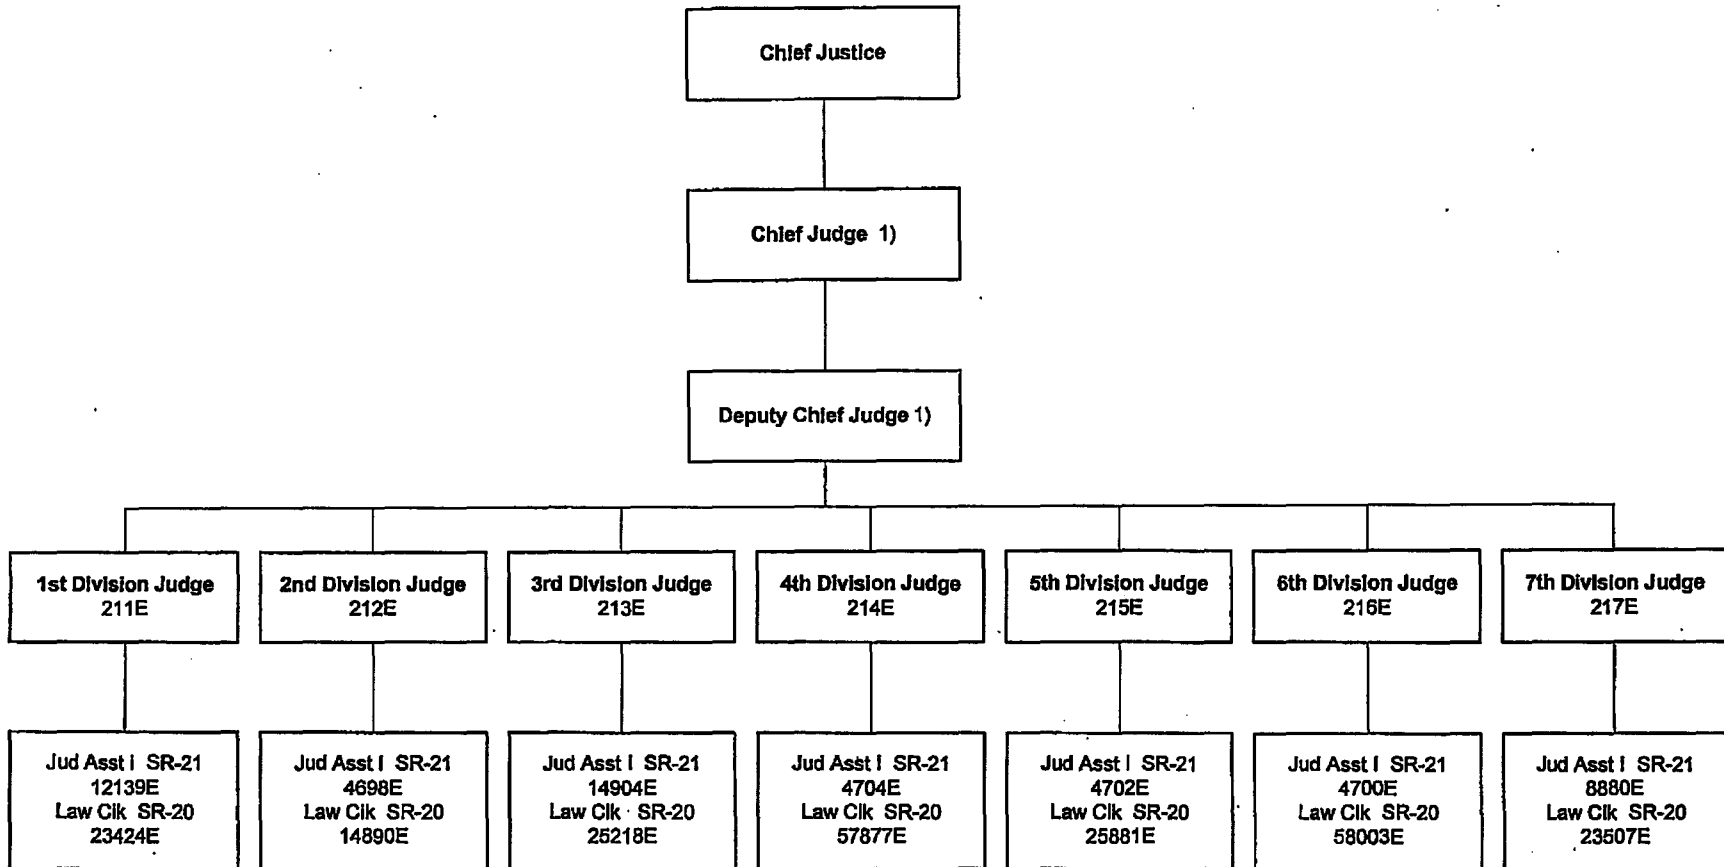 Chief Justice
Chief Judge 1)
Deputy Chief Judge 1)
1st Division Judge
211E
2nd Division Judge
212E
3rd Division Judge
213E
4th Division Judge
214E
5th Division Judge
215E
6th Division Judge
216E
7th Division Judge
217E
Jud Asst I SR-21
12139E
Law Clk SR-20
23424E
Jud Asst I SR-21
4698E
Law Clk SR-20
14890E
Jud Asst I SR-21
14904E
Law Clk SR-20
25218E
Jud Asst I SR-21
4704E
Law Clk SR-20
57877E
Jud Asst I SR-21
4702E
Law Clk SR-20
25881E
Jud Asst I SR-21
4700E
Law Clk SR-20
58003E
Jud Asst I SR-21
8880E
Law Clk SR-20
23507E